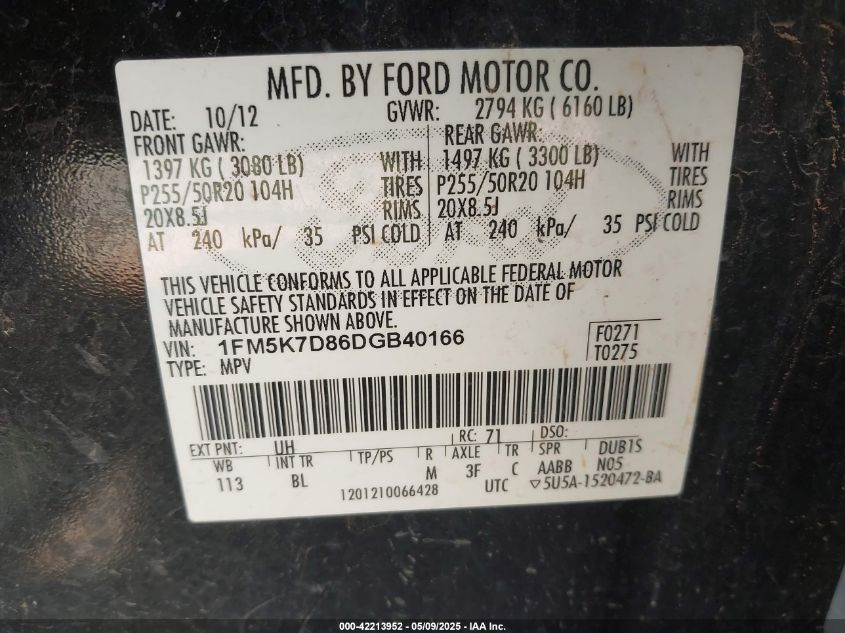 MFD. BY FORD MOTOR CO.
DATE: 10/12 GVWR: 2794 KG ( 6160 LB)
FRONT GAWR: REAR GAWR:
1397 KG ( 3080 LB) WITH 1497 KG ( 3300 LB) WITH
P255/50R20 104H TIRES P255/50R20 104H TIRES
20X8.5J RIMS 20X8.5J RIMS
AT 240 kPa/ 35 PSI COLD AT 240 kPa/ 35 PSI COLD
THIS VEHICLE CONFORMS TO ALL APPLICABLE FEDERAL MOTOR
VEHICLE SAFETY STANDARDS IN EFFECT ON THE DATE OF
MANUFACTURE SHOWN ABOVE.
VIN: 1FM5K7D86DGB40166 F0271
TYPE: MPV T0275
EXT PNT: UH RC: 71 DSO:
WB INT TR TP/PS R AXLE TR SPR DUB1S
113 BL M 3F C AABB N05
1201210066428 UTC ▽5U5A-1520472-BA
000-42213952 - 05/09/2025 - IAA Inc.